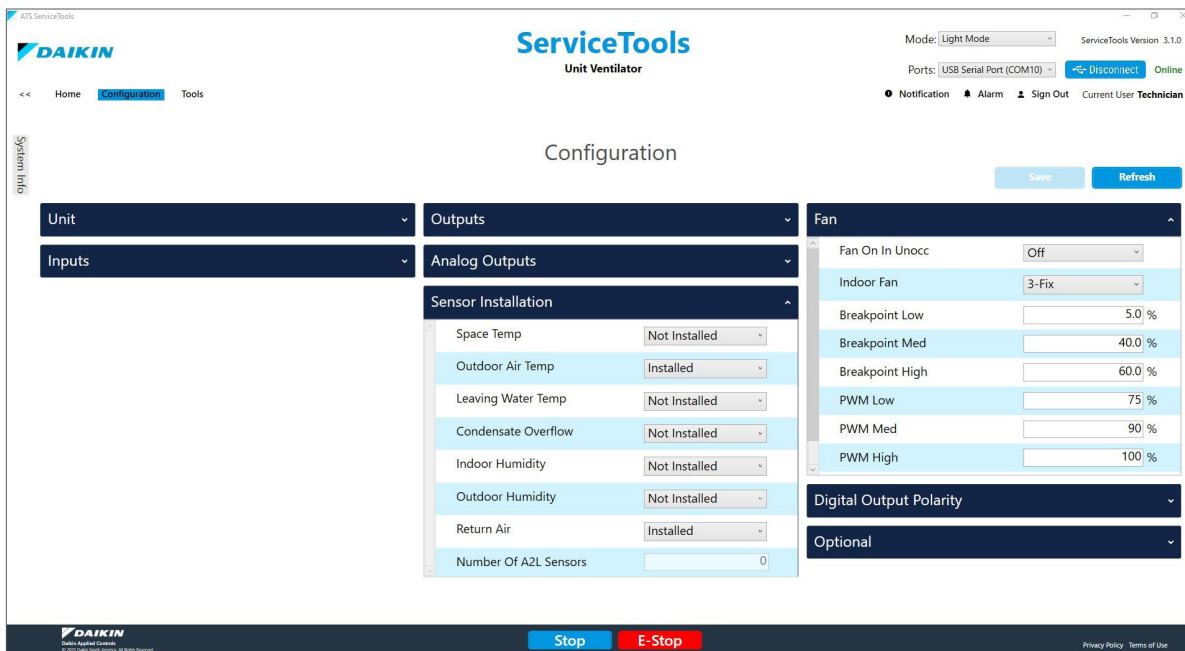 ATS ServiceTools
DAIKIN
ServiceTools
Unit Ventilator
Mode: Light Mode
ServiceTools Version 3.1.0
Ports: USB Serial Port (COM10)
Disconnect
Online
<< Home Configuration Tools
Notification Alarm Sign Out Current User Technician
System Info
Configuration
Save
Refresh
Unit
Inputs
Outputs
Analog Outputs
Sensor Installation
Space Temp Not Installed
Outdoor Air Temp Installed
Leaving Water Temp Not Installed
Condensate Overflow Not Installed
Indoor Humidity Not Installed
Outdoor Humidity Not Installed
Return Air Installed
Number Of A2L Sensors 0
Fan
Fan On In Unocc Off
Indoor Fan 3-Fix
Breakpoint Low 5.0 %
Breakpoint Med 40.0 %
Breakpoint High 60.0 %
PWM Low 75 %
PWM Med 90 %
PWM High 100 %
Digital Output Polarity
Optional
DAIKIN
Daikin Applied Controls
Stop
E-Stop
Privacy Policy Terms of Use